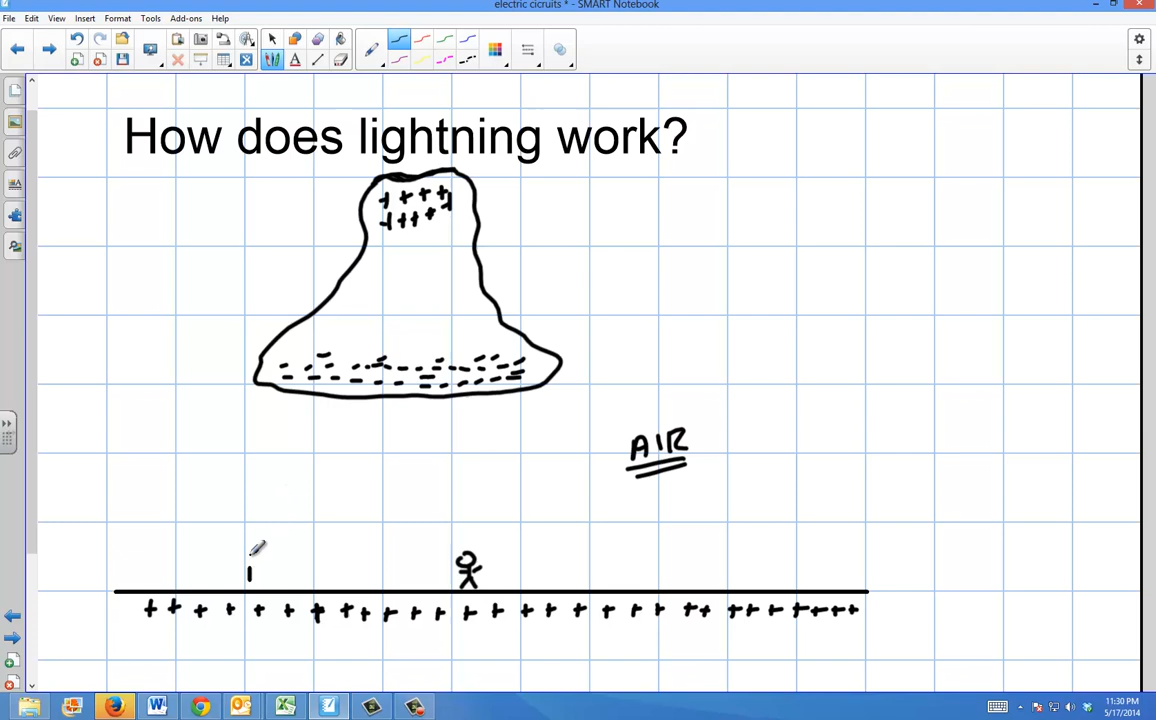 electric cicruits * - SMART Notebook
File Edit View Insert Format Tools Add-ons Help
How does lightning work?
+ + + +
+ + + +
AIR
+ + + + + + + + + + + + + + + + + + + + + + + + + + +
11:30 PM
5/17/2014